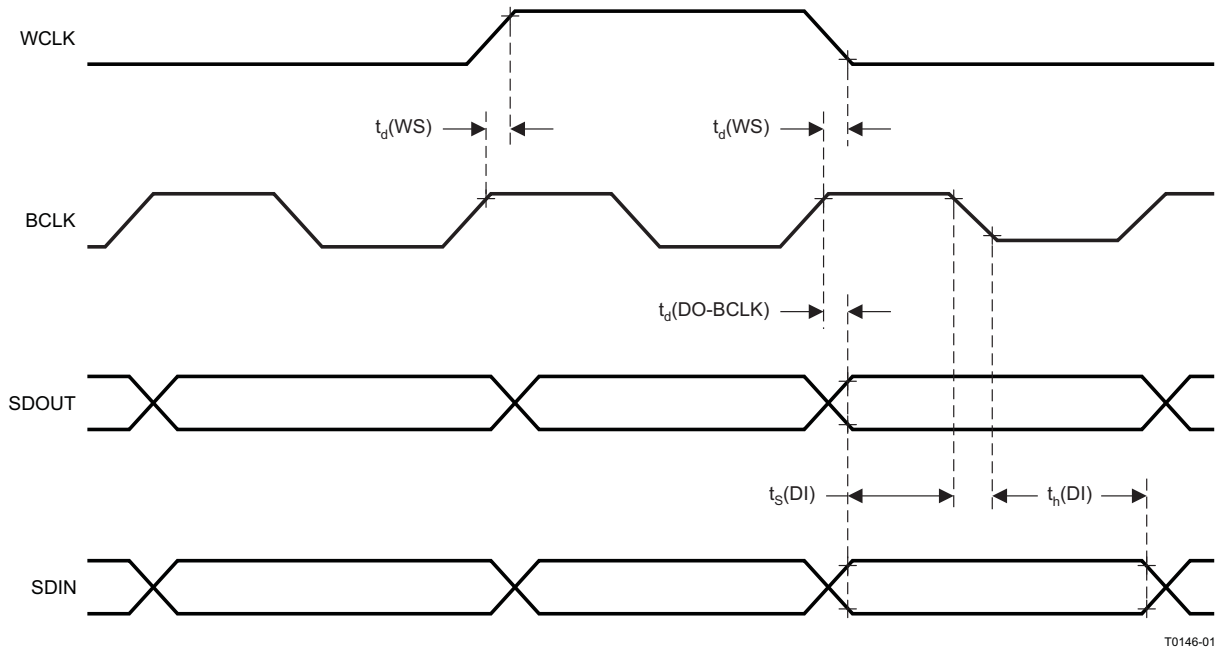 WCLK
t_d(WS) t_d(WS)
BCLK
t_d(DO-BCLK)
SDOUT
t_S(DI) t_h(DI)
SDIN
T0146-01